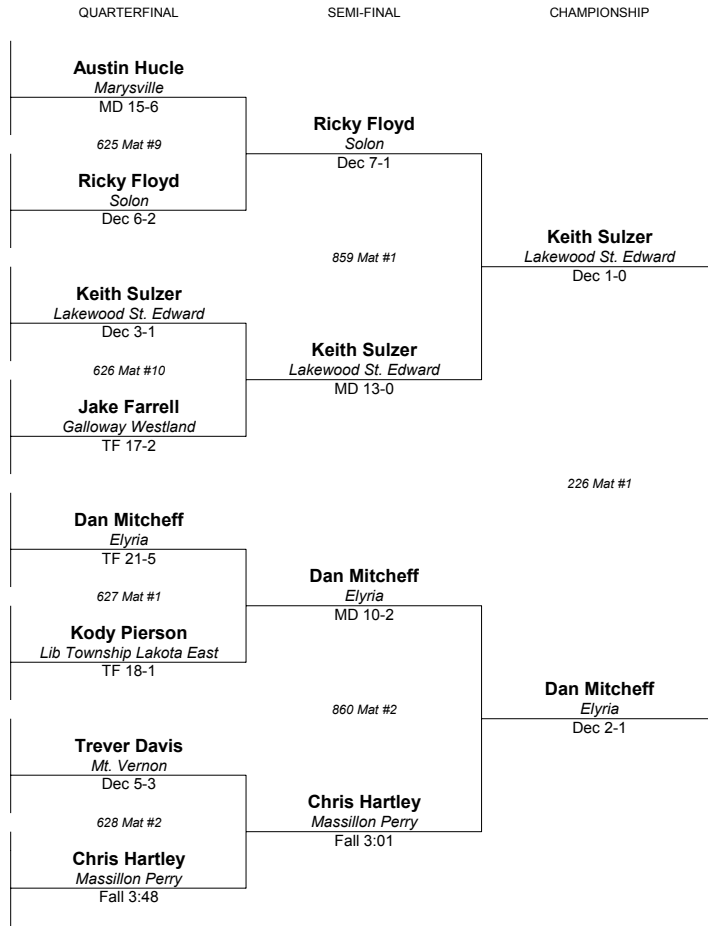 QUARTERFINAL SEMI-FINAL CHAMPIONSHIP
Austin Hucle
Marysville
MD 15-6
625 Mat #9
Ricky Floyd
Solon
Dec 6-2
Ricky Floyd
Solon
Dec 7-1
859 Mat #1
Keith Sulzer
Lakewood St. Edward
Dec 3-1
626 Mat #10
Jake Farrell
Galloway Westland
TF 17-2
Keith Sulzer
Lakewood St. Edward
MD 13-0
Keith Sulzer
Lakewood St. Edward
Dec 1-0
226 Mat #1
Dan Mitcheff
Elyria
TF 21-5
627 Mat #1
Kody Pierson
Lib Township Lakota East
TF 18-1
Dan Mitcheff
Elyria
MD 10-2
860 Mat #2
Trever Davis
Mt. Vernon
Dec 5-3
628 Mat #2
Chris Hartley
Massillon Perry
Fall 3:48
Chris Hartley
Massillon Perry
Fall 3:01
Dan Mitcheff
Elyria
Dec 2-1